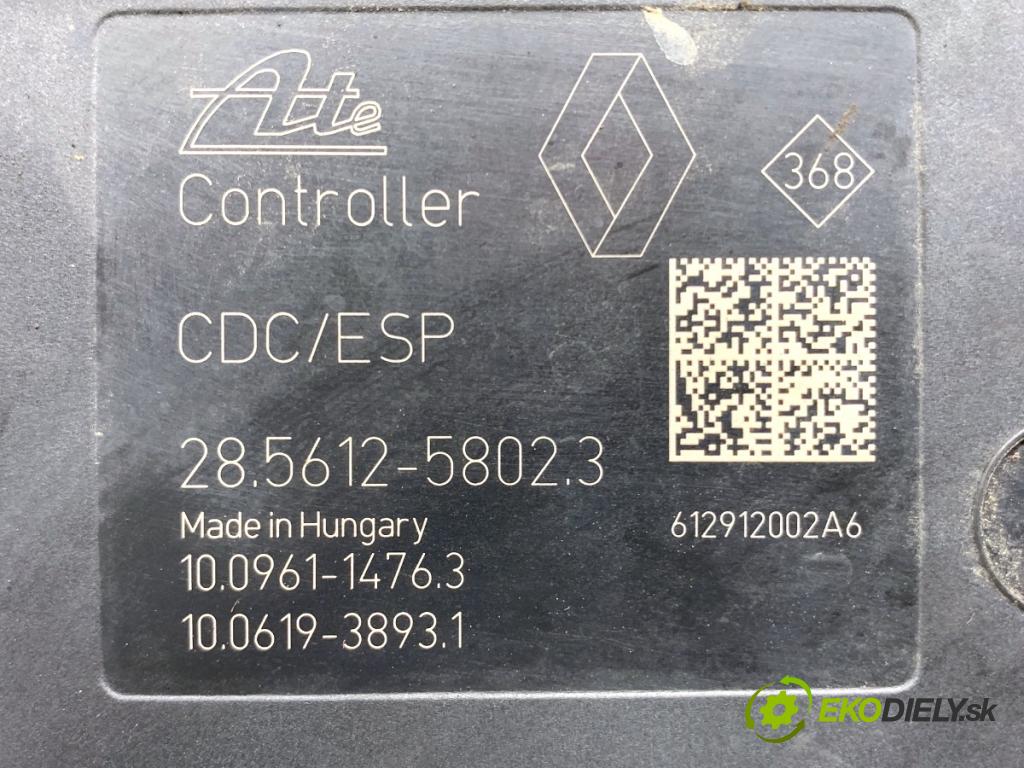 Ate
368
Controller
CDC/ESP
28.5612-5802.3
Made in Hungary
612912002A6
10.0961-1476.3
10.0619-3893.1
EKODIELY.sk